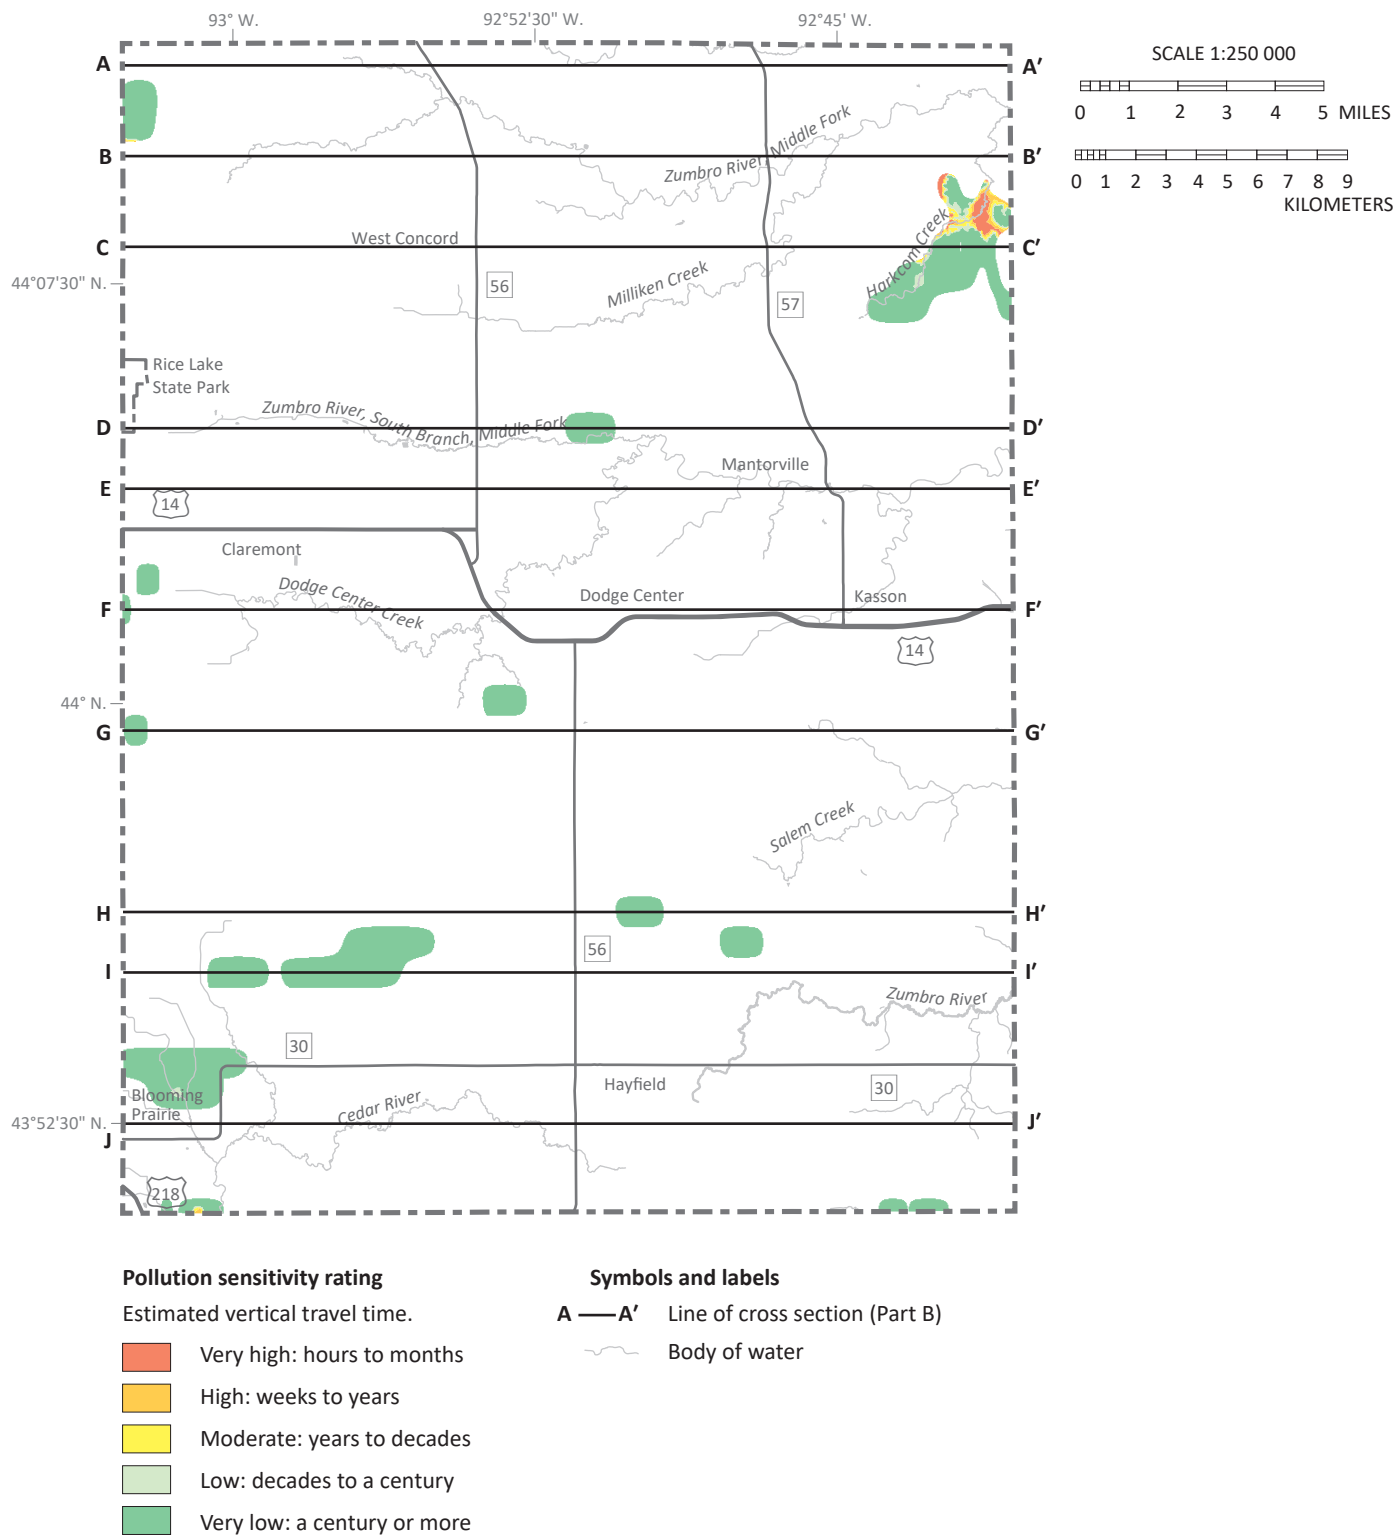 93° W.
92°52'30" W.
92°45' W.
SCALE 1:250 000
0 1 2 3 4 5 MILES
0 1 2 3 4 5 6 7 8 9
KILOMETERS
A
A′
B
B′
Zumbro River, Middle Fork
C
C′
West Concord
Harkcom Creek
44°07'30" N.
56
Milliken Creek
57
Rice Lake
State Park
Zumbro River, South Branch, Middle Fork
D
D′
Mantorville
E
E′
14
Claremont
Dodge Center Creek
Dodge Center
Kasson
F
F′
14
44° N.
G
G′
Salem Creek
H
H′
56
I
I′
Zumbro River
30
Hayfield
30
Blooming
Prairie
Cedar River
43°52'30" N.
J
J′
218
Pollution sensitivity rating
Estimated vertical travel time.
Very high: hours to months
High: weeks to years
Moderate: years to decades
Low: decades to a century
Very low: a century or more
Symbols and labels
A A′ Line of cross section (Part B)
Body of water